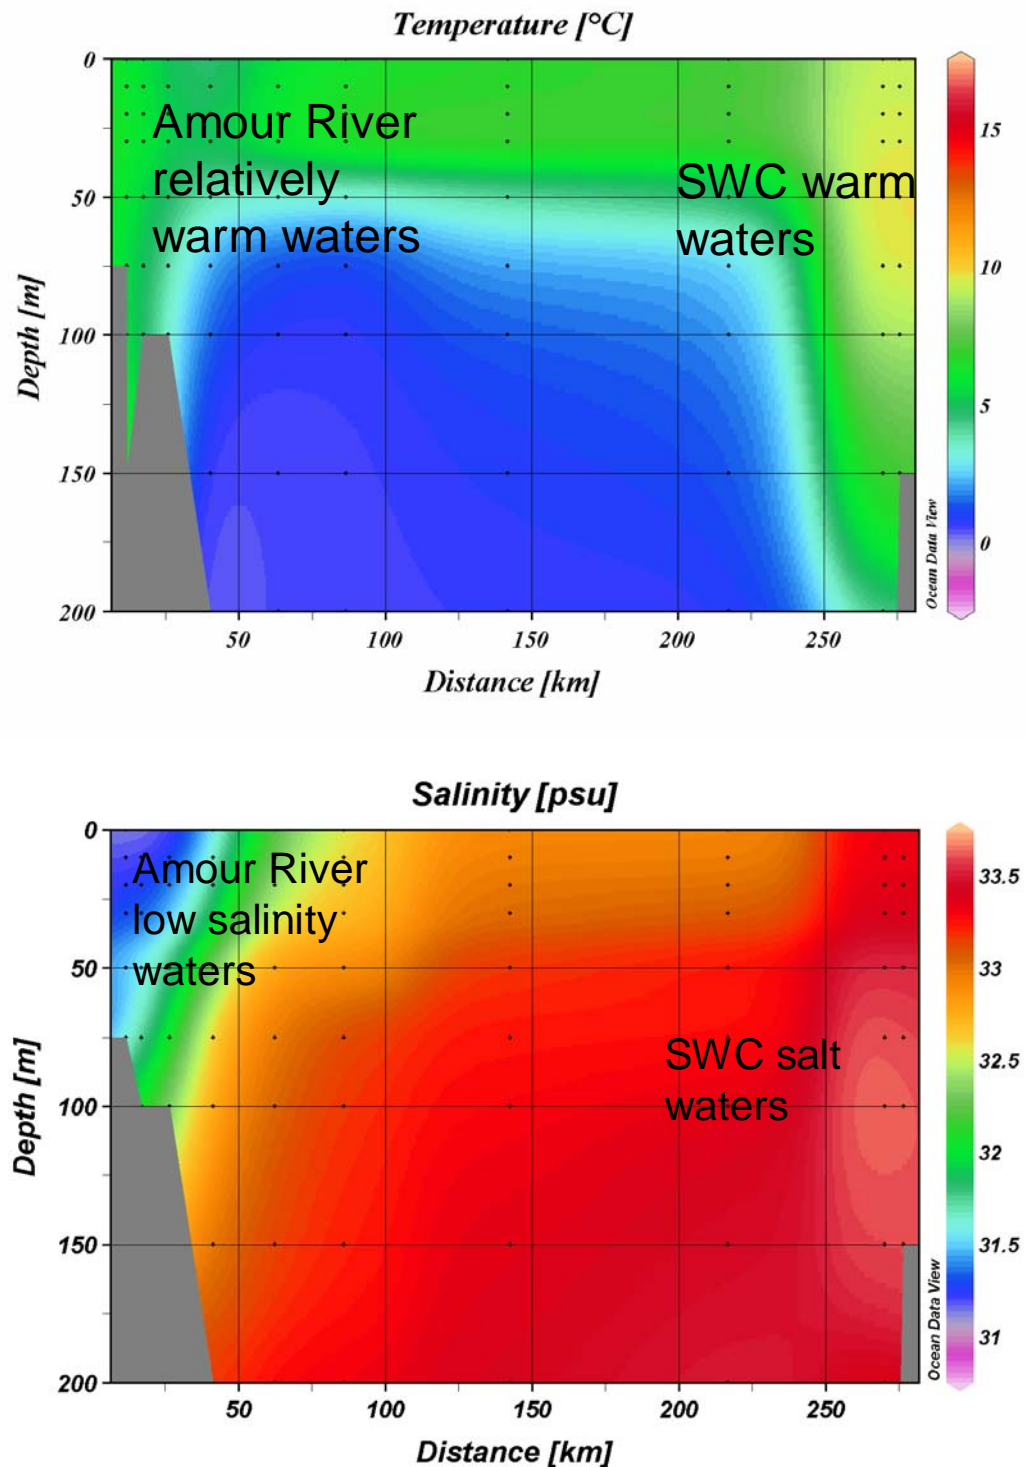 Temperature [°C]
0
50
100
150
200
Depth [m]
Amour River
relatively
warm waters
SWC warm
waters
15
10
5
0
Ocean Data View
50
100
150
200
250
Distance [km]
Salinity [psu]
0
50
100
150
200
Depth [m]
Amour River
low salinity
waters
SWC salt
waters
33.5
33
32.5
32
31.5
31
Ocean Data View
50
100
150
200
250
Distance [km]